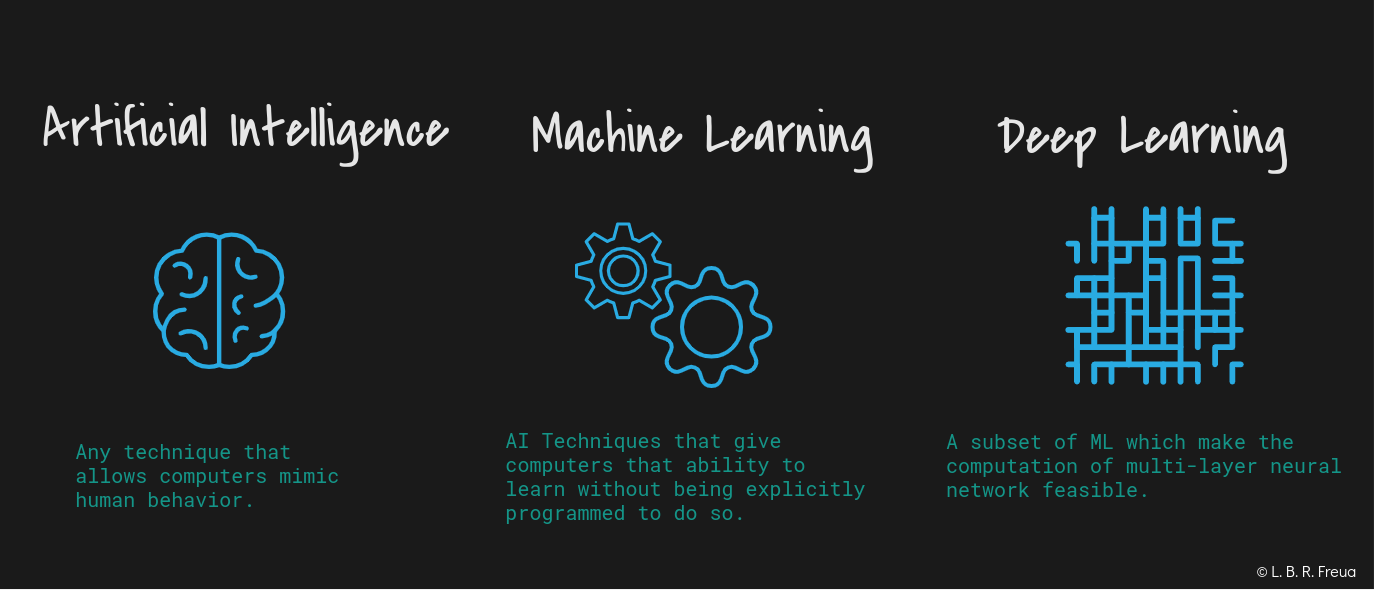 Artificial Intelligence
Machine Learning
Deep Learning
Any technique that
allows computers mimic
human behavior.
AI Techniques that give
computers that ability to
learn without being explicitly
programmed to do so.
A subset of ML which make the
computation of multi-layer neural
network feasible.
© L. B. R. Freua